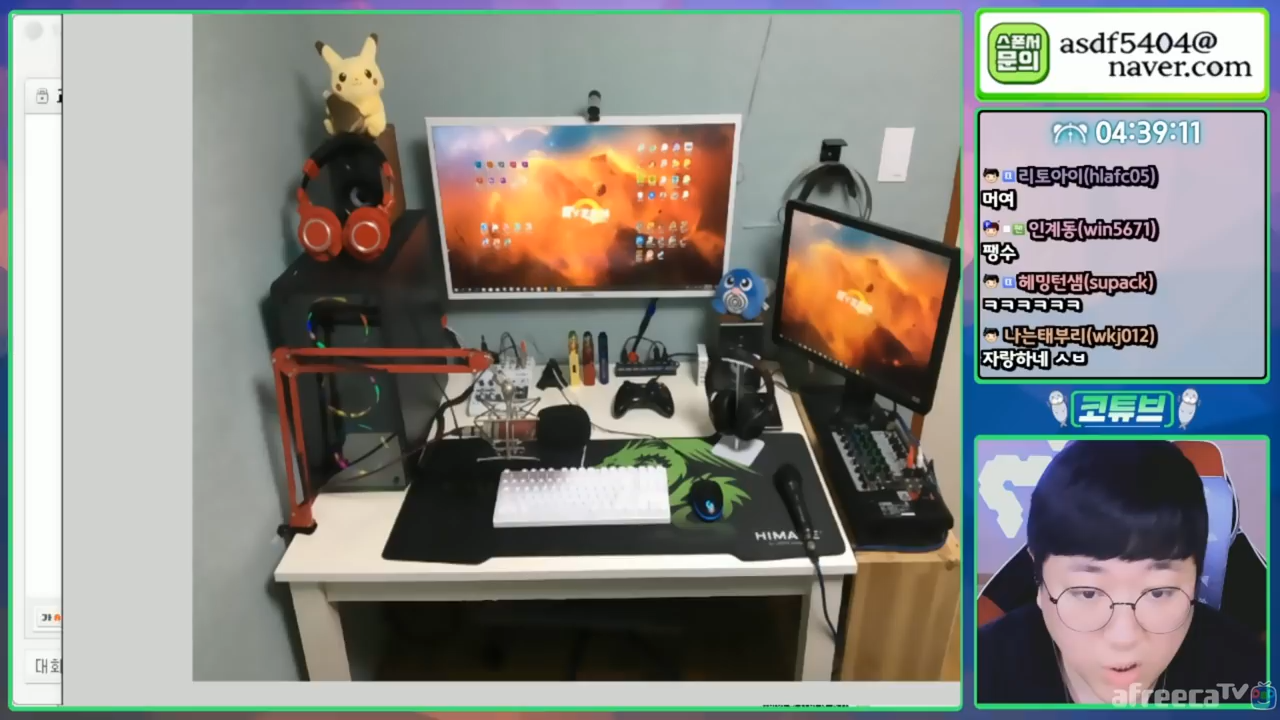 스폰서
문의
asdf5404@
naver.com
04:39:11
리토아이(hlafc05)
머여
인계동(win5671)
팽수
헤밍턴샘(supack)
ㅋㅋㅋㅋㅋㅋ
나는태부리(wkj012)
자랑하네 ㅅㅂ
코튜브
afreecaTV
대화